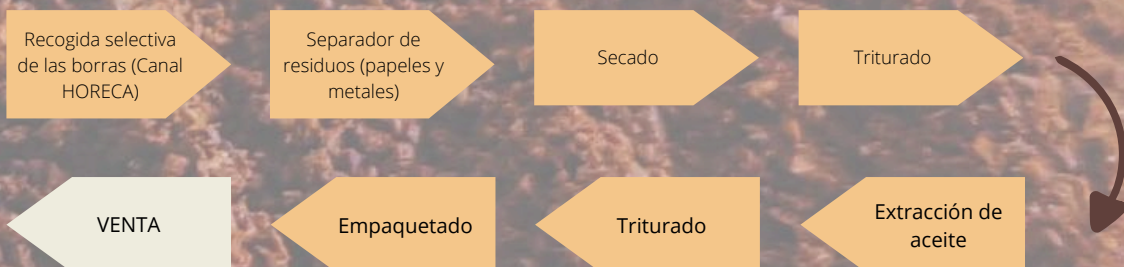 Recogida selectiva
de las borras (Canal
HORECA)
Separador de
residuos (papeles y
metales)
Secado
Triturado
Extracción de
aceite
Triturado
Empaquetado
VENTA